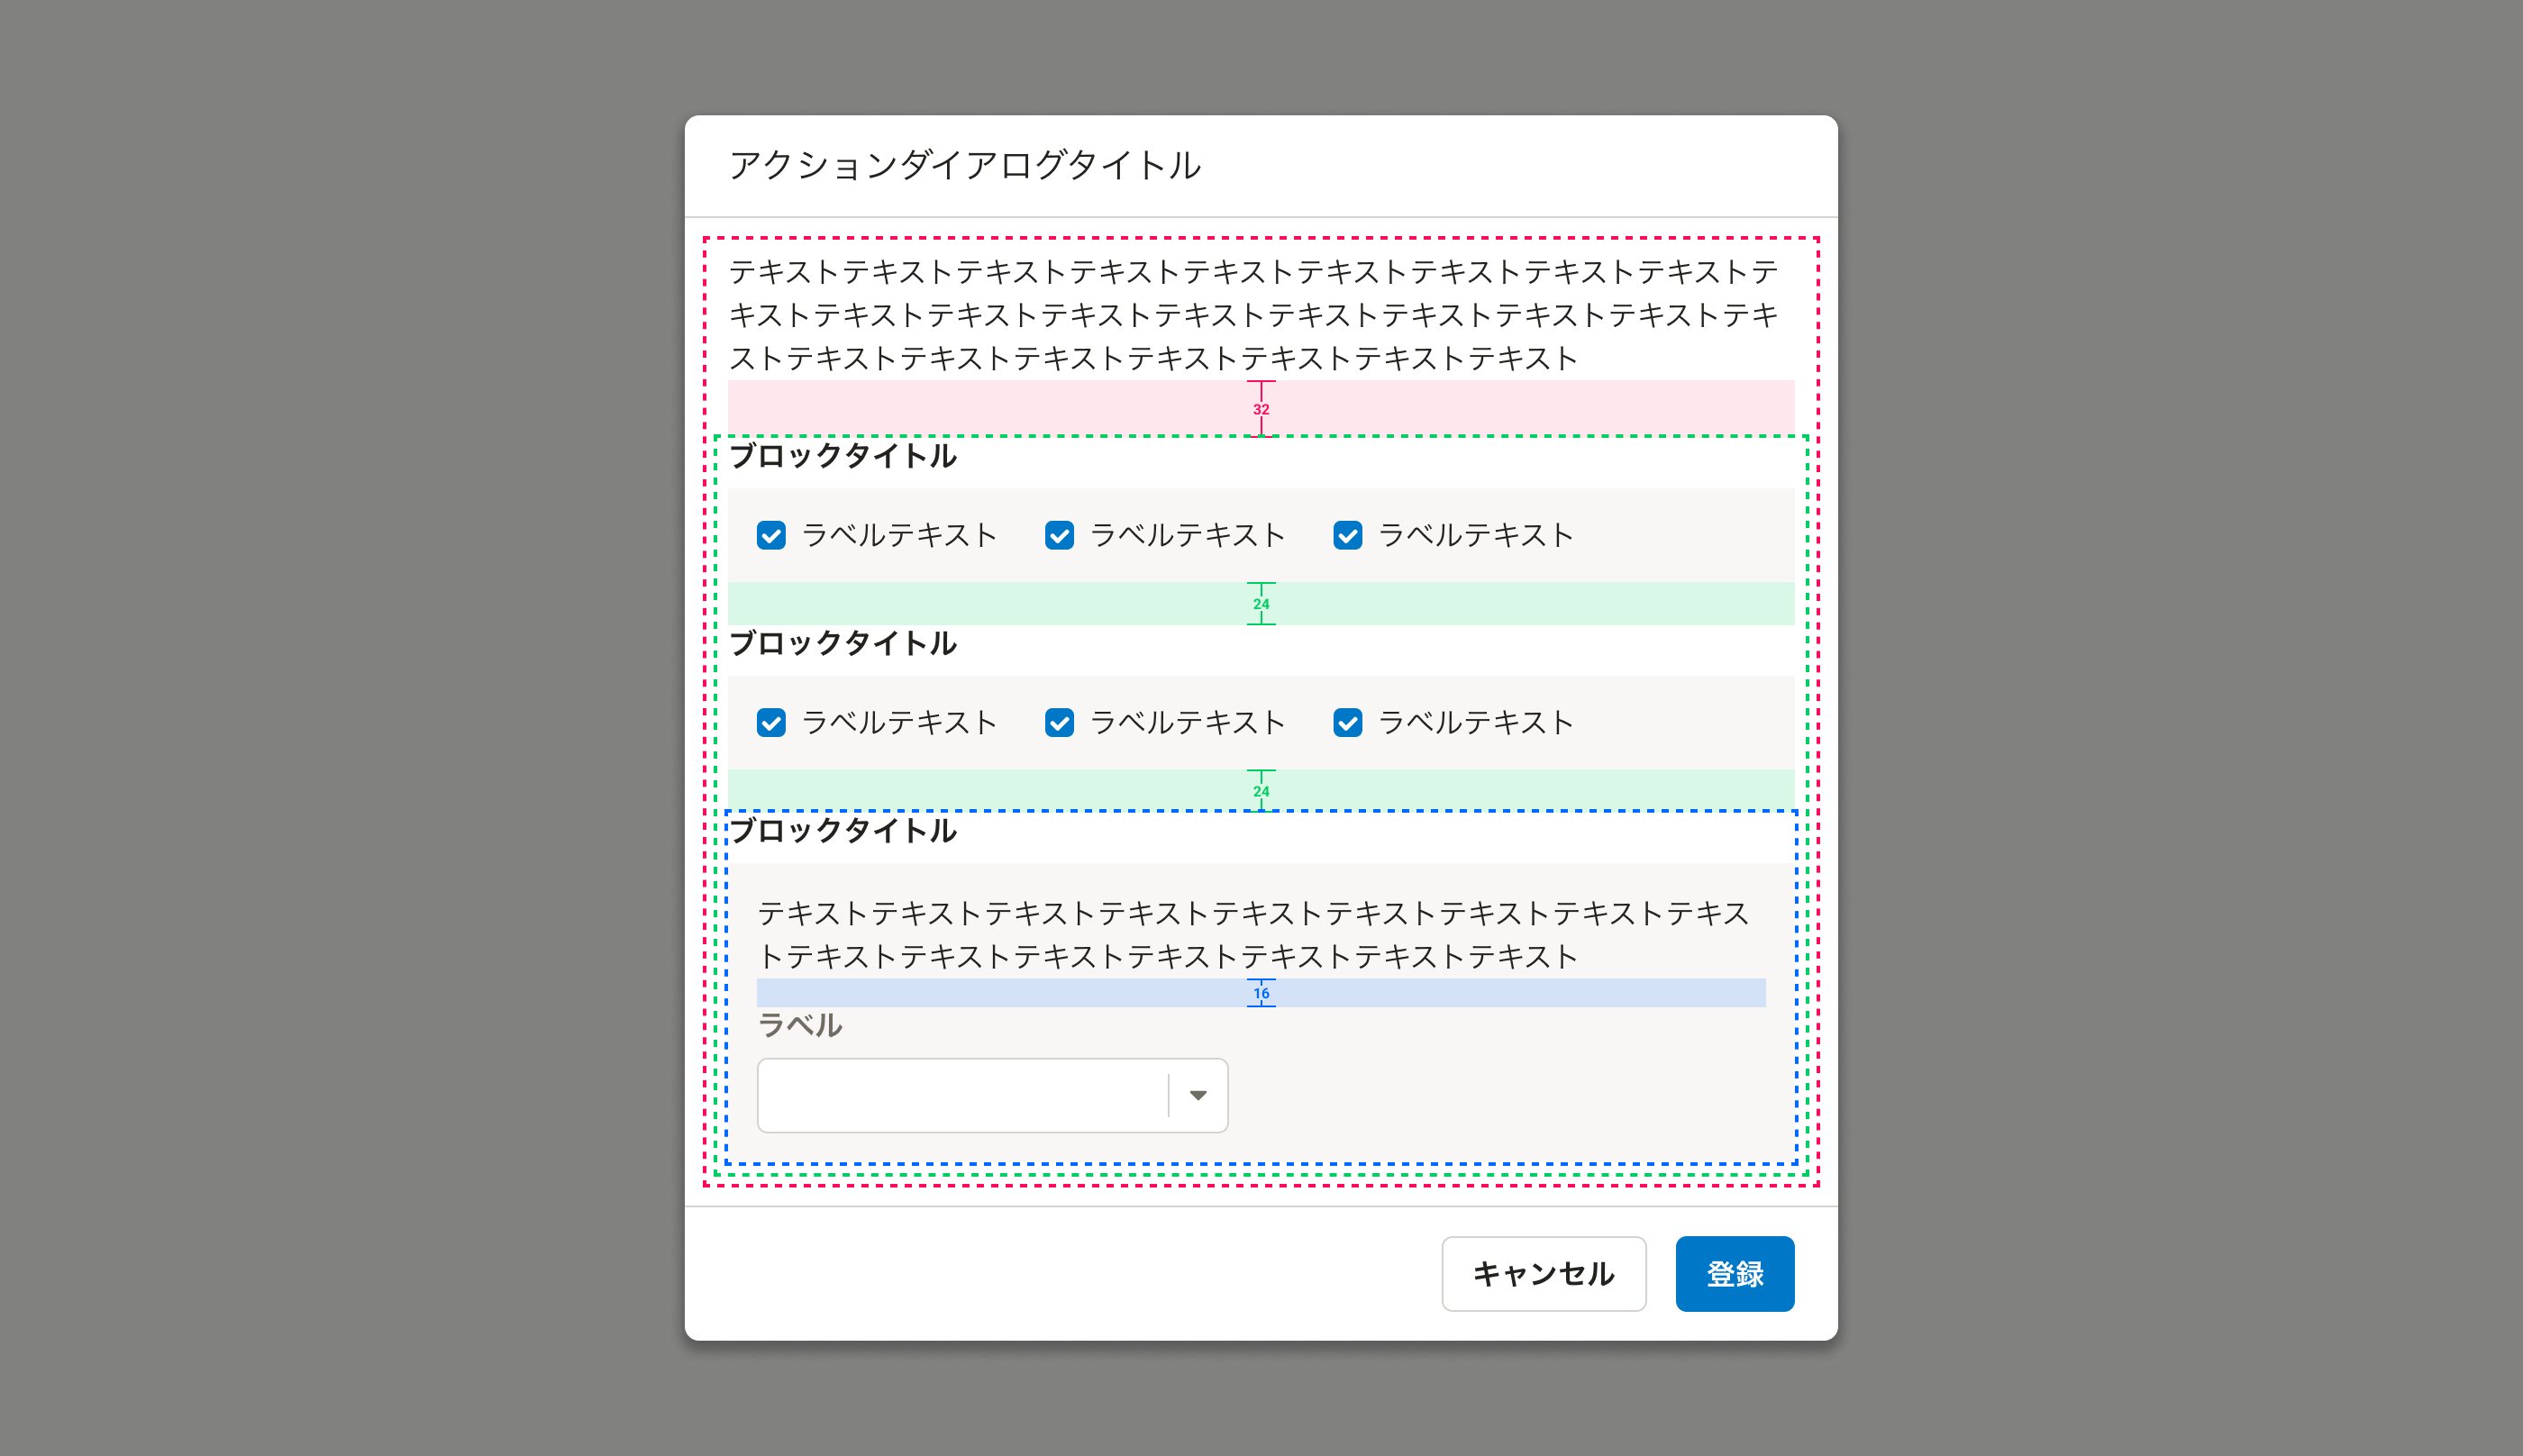 アクションダイアログタイトル
テキストテキストテキストテキストテキストテキストテキストテキストテキストテ
キストテキストテキストテキストテキストテキストテキストテキストテキストテキ
ストテキストテキストテキストテキストテキストテキストテキスト
32
ブロックタイトル
ラベルテキスト ラベルテキスト ラベルテキスト
24
ブロックタイトル
ラベルテキスト ラベルテキスト ラベルテキスト
24
ブロックタイトル
テキストテキストテキストテキストテキストテキストテキストテキストテキス
トテキストテキストテキストテキストテキストテキストテキスト
16
ラベル
キャンセル 登録